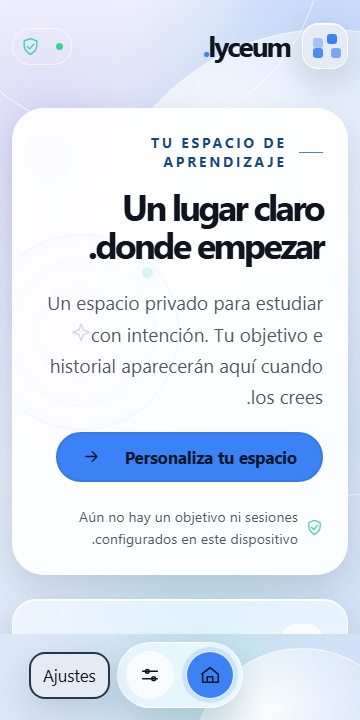 .lyceum
TU ESPACIO DE
APRENDIZAJE
Un lugar claro
.donde empezar
Un espacio privado para estudiar
con intención. Tu objetivo e
historial aparecerán aquí cuando
.los crees
Personaliza tu espacio
Aún no hay un objetivo ni sesiones
.configurados en este dispositivo
Ajustes